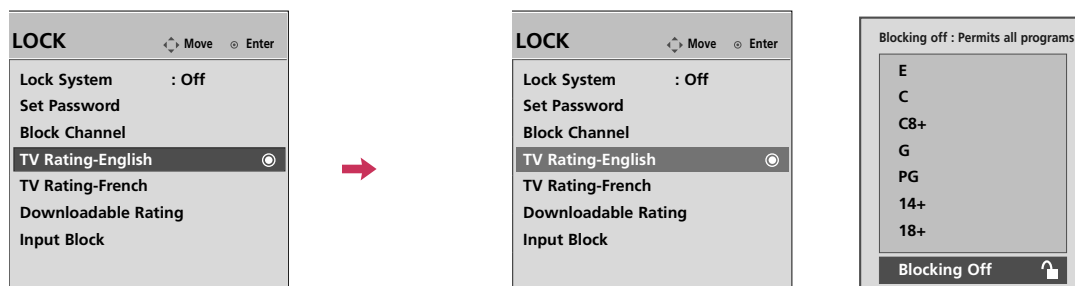 LOCK
Move Enter
Lock System : Off
Set Password
Block Channel
TV Rating-English
TV Rating-French
Downloadable Rating
Input Block
LOCK
Move Enter
Lock System : Off
Set Password
Block Channel
TV Rating-English
TV Rating-French
Downloadable Rating
Input Block
Blocking off : Permits all programs
E
C
C8+
G
PG
14+
18+
Blocking Off